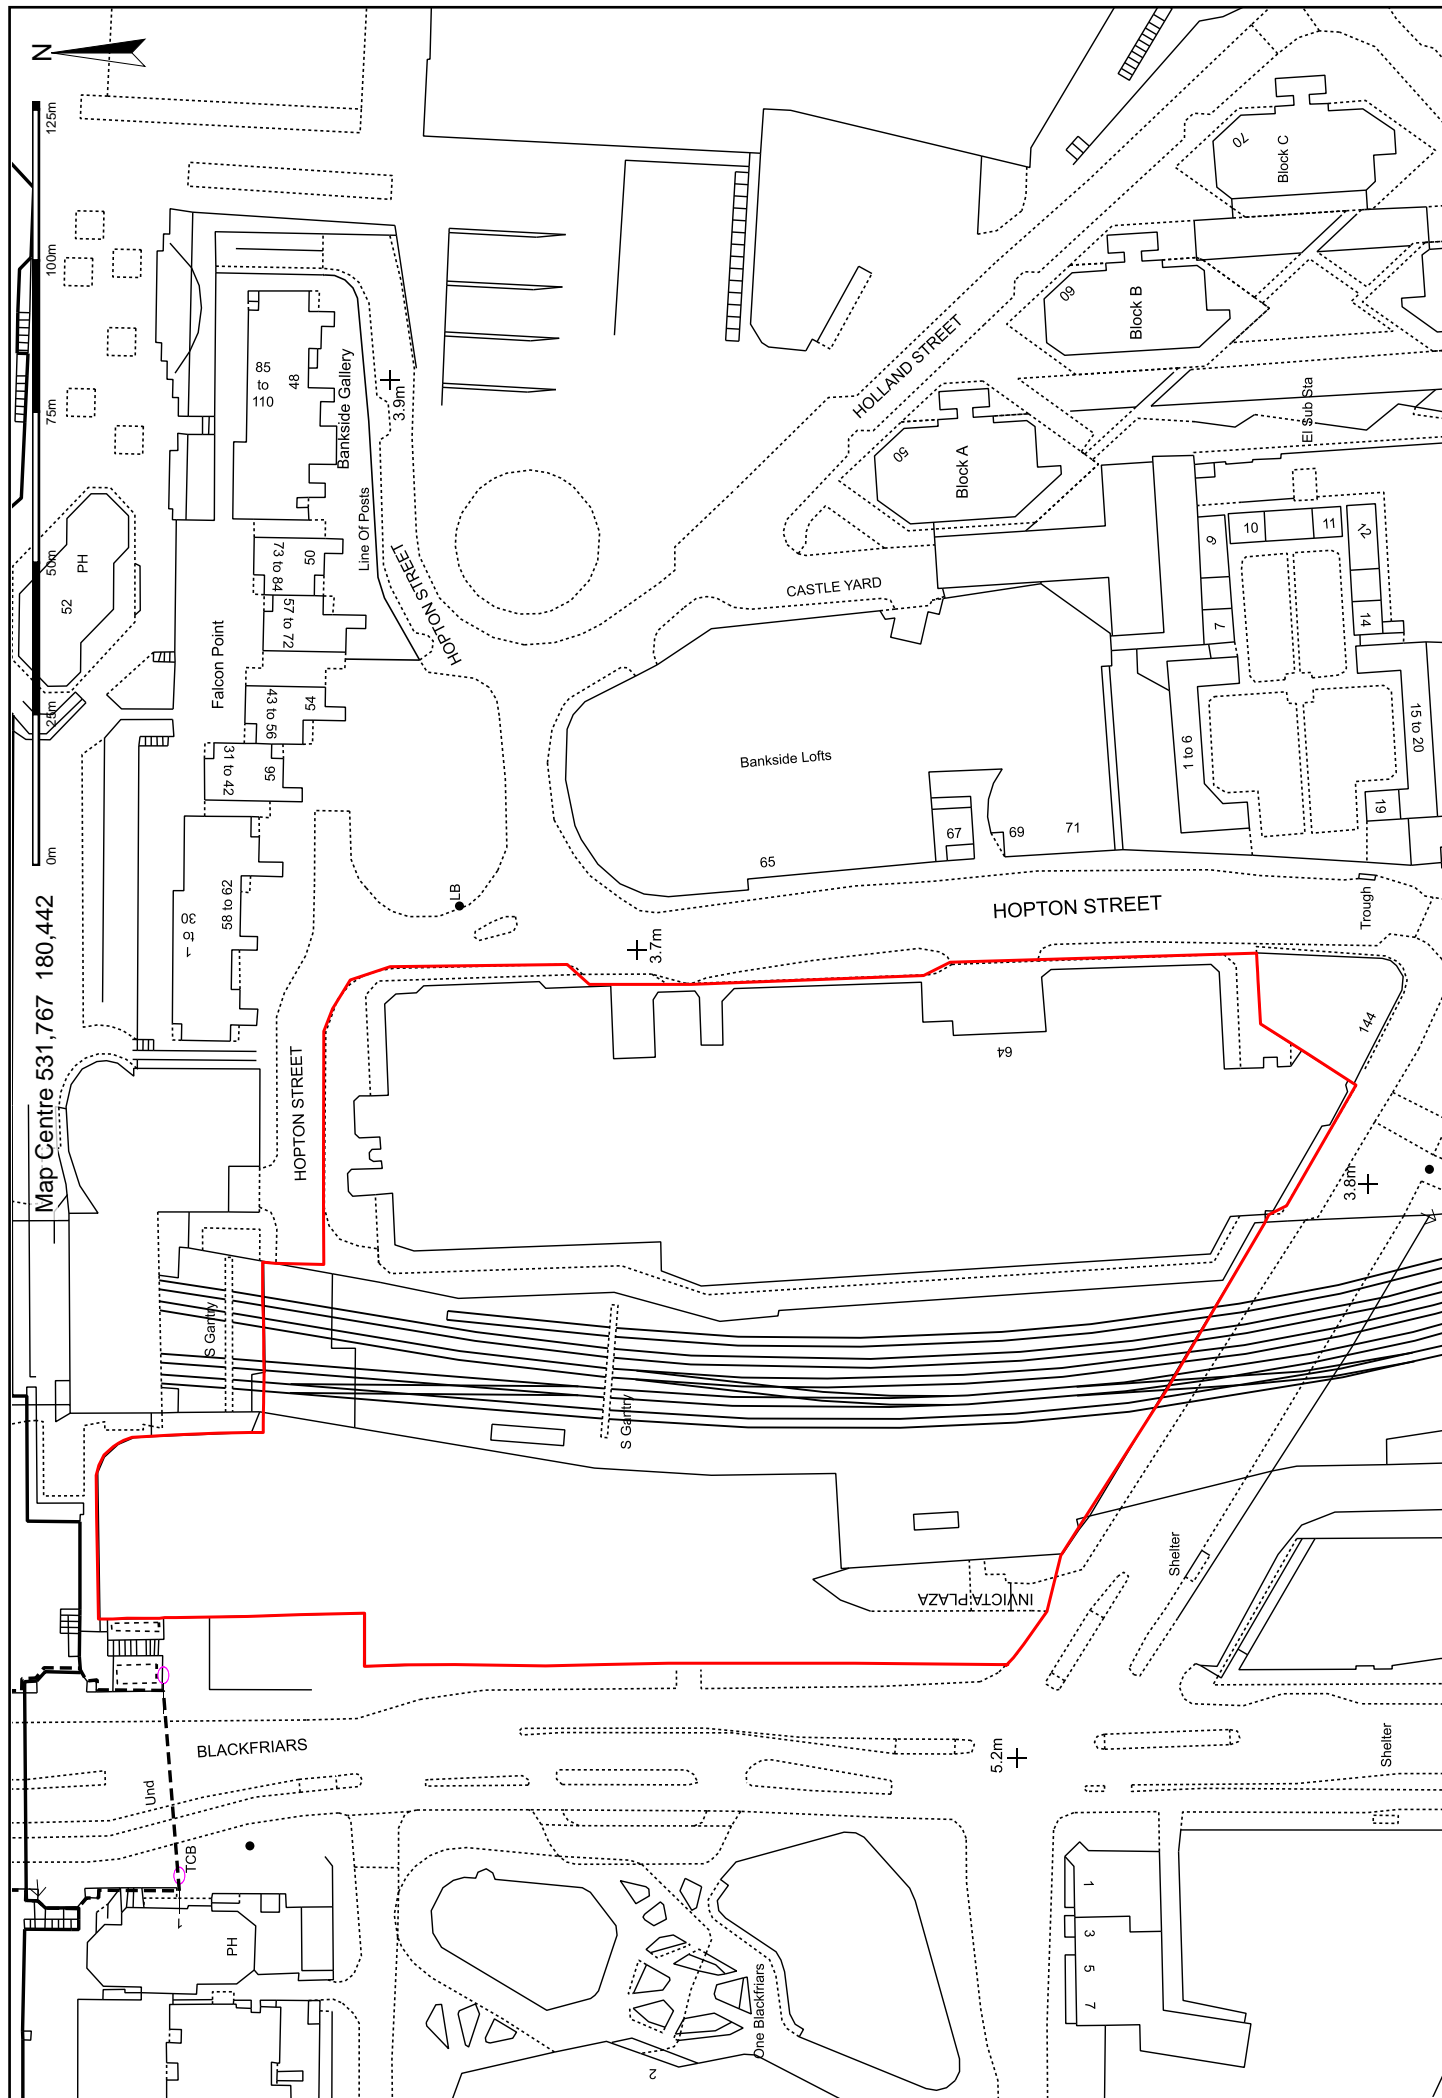 N
125m
100m
75m
50m
25m
0m
Map Centre 531,767 180,442
PH
52
85
to
110
48
Bankside Gallery
Line Of Posts
3.9m
HOPTON STREET
73 to 84
50
57 to 72
Falcon Point
43 to 56
54
31 to 42
95
58 to 62
30
to
1
LB
HOLLAND STREET
CASTLE YARD
70
Block C
60
Block B
50
Block A
El Sub Sta
9
10
11
12
7
14
1 to 6
15 to 20
19
Bankside Lofts
65
67
69
71
HOPTON STREET
Trough
3.7m
HOPTON STREET
64
144
3.8m
S Gantry
S Gantry
INVICTA PLAZA
Shelter
Shelter
BLACKFRIARS
Und
TCB
5.2m
1
PH
One Blackfriars
2
1
3
5
7